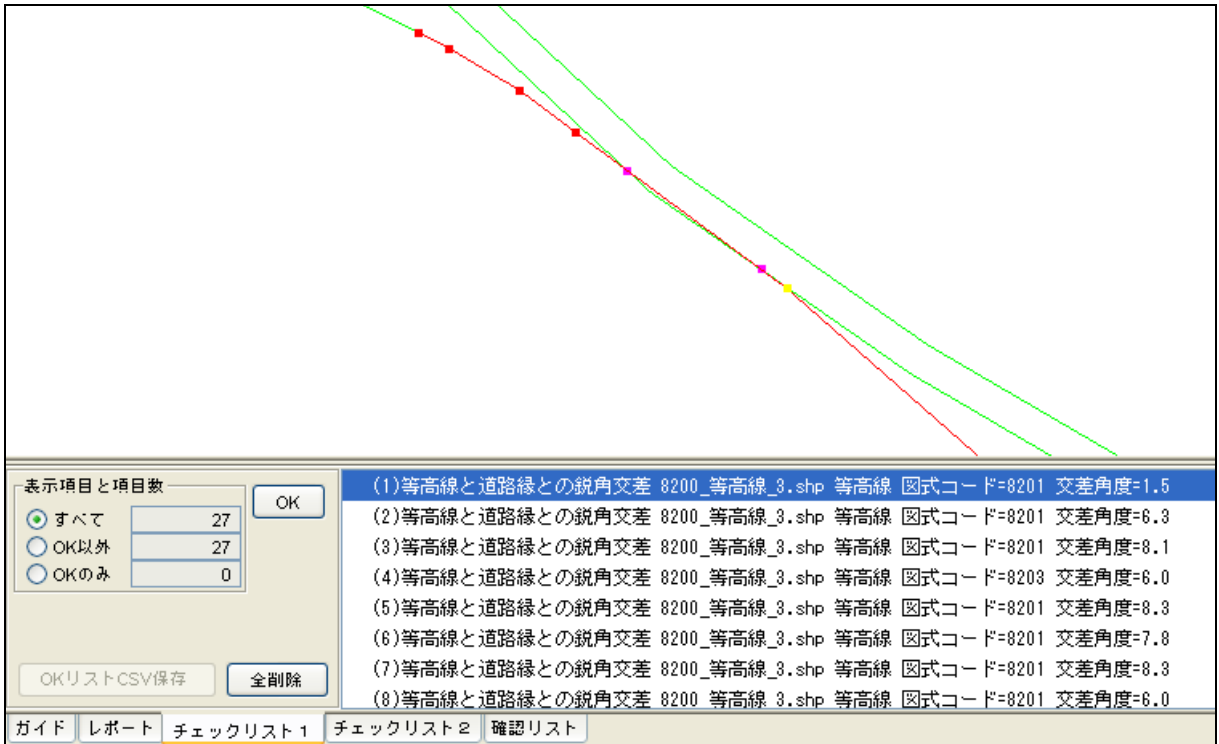 表示項目と項目数
すべて 27
OK以外 27
OKのみ 0
OK
OKリストCSV保存
全削除
(1)等高線と道路縁との鋭角交差 8200_等高線_3.shp 等高線 図式コード=8201 交差角度=1.5
(2)等高線と道路縁との鋭角交差 8200_等高線_3.shp 等高線 図式コード=8201 交差角度=6.3
(3)等高線と道路縁との鋭角交差 8200_等高線_3.shp 等高線 図式コード=8201 交差角度=8.1
(4)等高線と道路縁との鋭角交差 8200_等高線_3.shp 等高線 図式コード=8203 交差角度=6.0
(5)等高線と道路縁との鋭角交差 8200_等高線_3.shp 等高線 図式コード=8201 交差角度=8.3
(6)等高線と道路縁との鋭角交差 8200_等高線_3.shp 等高線 図式コード=8201 交差角度=7.8
(7)等高線と道路縁との鋭角交差 8200_等高線_3.shp 等高線 図式コード=8201 交差角度=8.3
(8)等高線と道路縁との鋭角交差 8200_等高線_3.shp 等高線 図式コード=8201 交差角度=6.0
ガイド レポート チェックリスト1 チェックリスト2 確認リスト